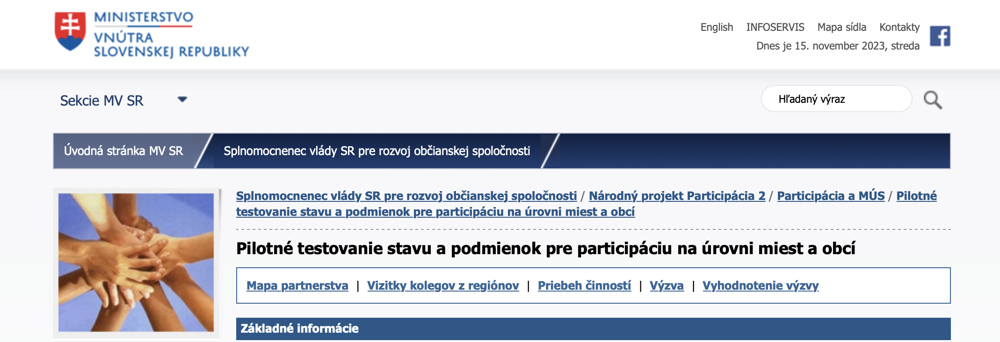 MINISTERSTVO
VNÚTRA
SLOVENSKEJ REPUBLIKY
English INFOSERVIS Mapa sídla Kontakty
Dnes je 15. november 2023, streda
Sekcie MV SR
Hľadaný výraz
Úvodná stránka MV SR
Splnomocnenec vlády SR pre rozvoj občianskej spoločnosti
Splnomocnenec vlády SR pre rozvoj občianskej spoločnosti / Národný projekt Participácia 2 / Participácia a MÚS / Pilotné
testovanie stavu a podmienok pre participáciu na úrovni miest a obcí
Pilotné testovanie stavu a podmienok pre participáciu na úrovni miest a obcí
Mapa partnerstva | Vizitky kolegov z regiónov | Priebeh činností | Výzva | Vyhodnotenie výzvy
Základné informácie